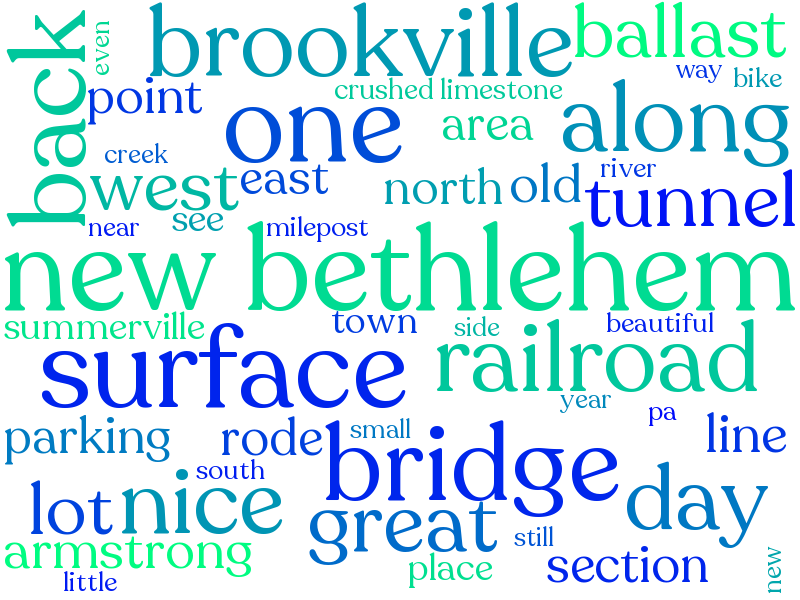 back
even
brookville
ballast
way
bike
point
crushed limestone
one
area
along
creek
west
east
north
old
river
tunnel
near
see
milepost
new bethlehem
summerville
town
side
beautiful
surface
railroad
year
pa
parking
rode
small
bridge
line
south
lot
nice
great
day
still
armstrong
place
section
little
new